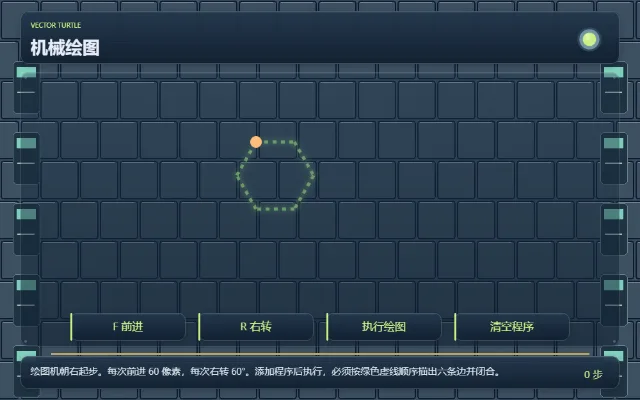 VECTOR TURTLE
机械绘图
F 前进
R 右转
执行绘图
清空程序
绘图机朝右起步。每次前进 60 像素，每次右转 60°。添加程序后执行，必须按绿色虚线顺序描出六条边并闭合。
0 步